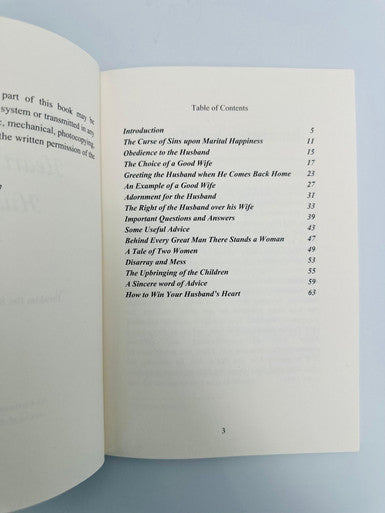 part of this book may be
system or transmitted in any
mechanical, photocopying,
the written permission of the
Table of Contents
Introduction 5
The Curse of Sins upon Marital Happiness 11
Obedience to the Husband 15
The Choice of a Good Wife 17
Greeting the Husband when He Comes Back Home 23
An Example of a Good Wife 27
Adornment for the Husband 31
The Right of the Husband over his Wife 33
Important Questions and Answers 39
Some Useful Advice 43
Behind Every Great Man There Stands a Woman 47
A Tale of Two Women 49
Disarray and Mess 53
The Upbringing of the Children 55
A Sincere word of Advice 59
How to Win Your Husband's Heart 63
3